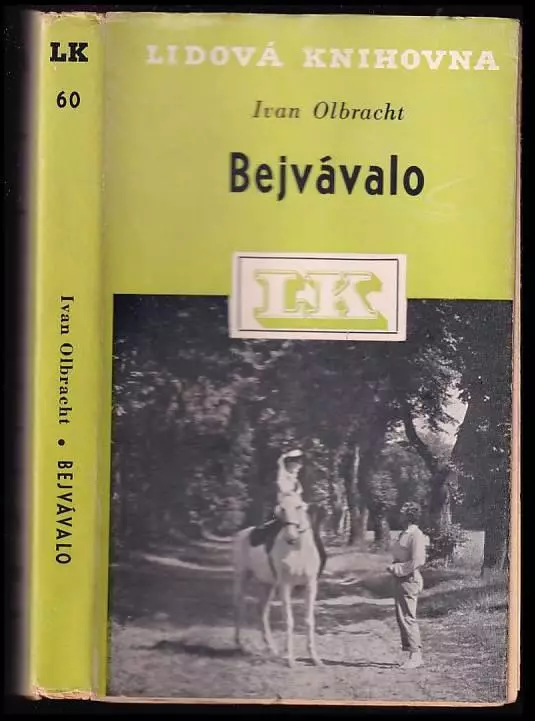 LK
60
Ivan Olbracht • BEJVÁVALO
LIDOVÁ KNIHOVNA
Ivan Olbracht
Bejvávalo
LK